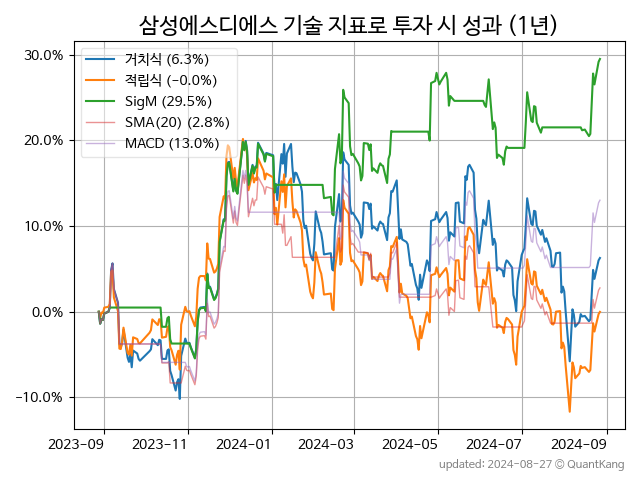 삼성에스디에스 기술 지표로 투자 시 성과 (1년)
30.0%
20.0%
10.0%
0.0%
−10.0%
거치식 (6.3%)
적립식 (−0.0%)
SigM (29.5%)
SMA(20) (2.8%)
MACD (13.0%)
2023-09
2023-11
2024-01
2024-03
2024-05
2024-07
2024-09
updated: 2024-08-27 © QuantKang